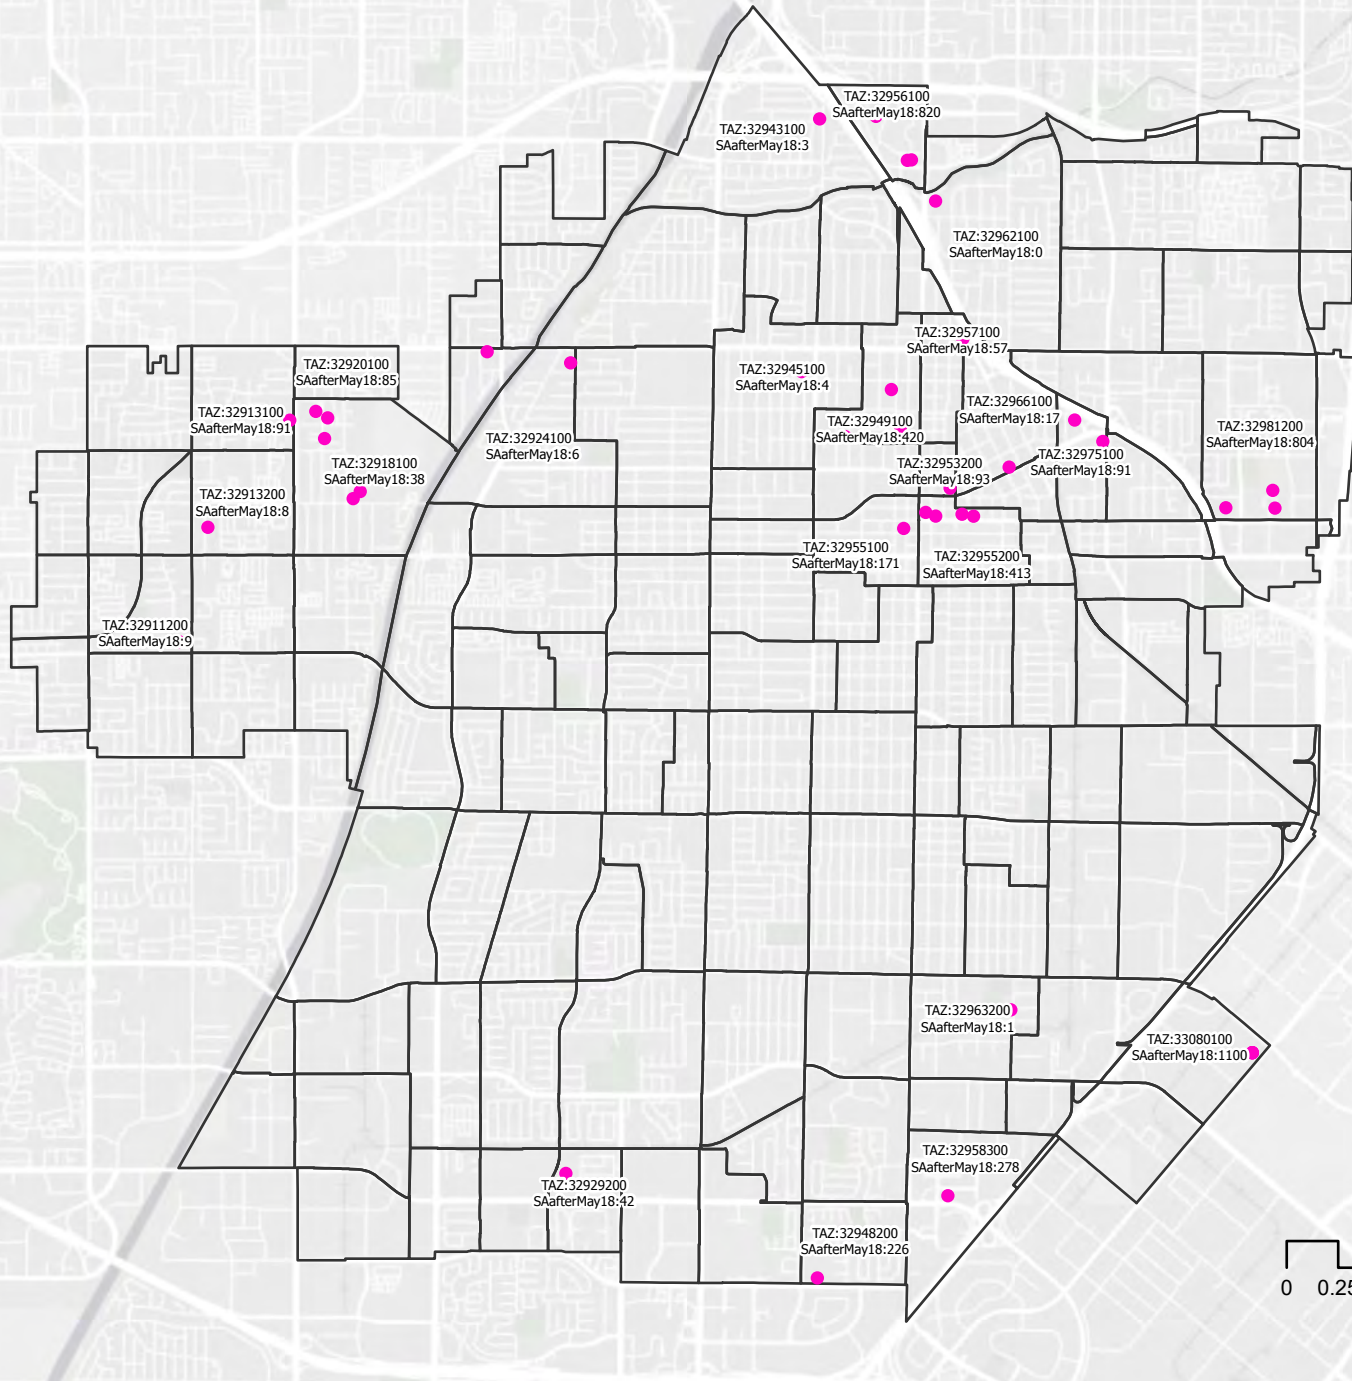 TAZ:32956100
SAafterMay18:820
TAZ:32943100
SAafterMay18:3
TAZ:32962100
SAafterMay18:0
TAZ:32957100
SAafterMay18:57
TAZ:32920100
SAafterMay18:85
TAZ:32945100
SAafterMay18:4
TAZ:32966100
SAafterMay18:17
TAZ:32913100
SAafterMay18:91
TAZ:32949100
SAafterMay18:420
TAZ:32981200
SAafterMay18:804
TAZ:32924100
SAafterMay18:6
TAZ:32975100
SAafterMay18:91
TAZ:32918100
SAafterMay18:38
TAZ:32953200
SAafterMay18:93
TAZ:32913200
SAafterMay18:8
TAZ:32955100
SAafterMay18:171
TAZ:32955200
SAafterMay18:413
TAZ:32911200
SAafterMay18:9
TAZ:32963200
SAafterMay18:1
TAZ:33080100
SAafterMay18:1100
TAZ:32958300
SAafterMay18:278
TAZ:32929200
SAafterMay18:42
TAZ:32948200
SAafterMay18:226
0 0.25